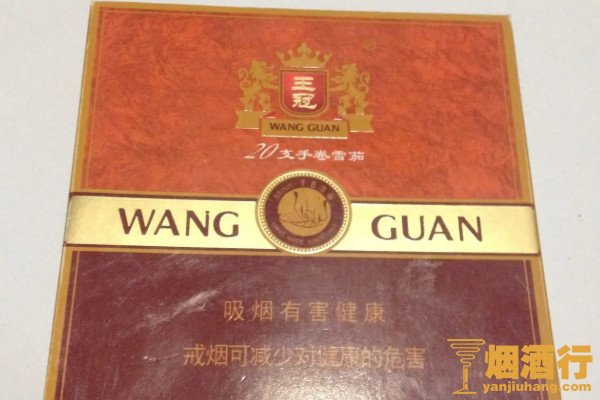 王冠
WANG GUAN
20支手卷雪茄
WANG GUAN
吸烟有害健康
戒烟可减少对健康的危害
烟酒行
yanjiuhang.com